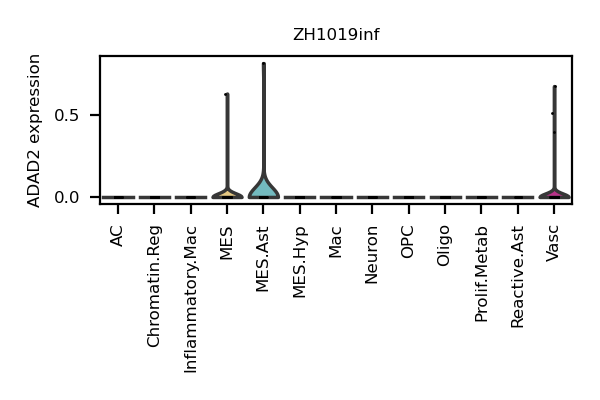 ZH1019inf
ADAD2 expression
0.5
0.0
AC
Chromatin.Reg
Inflammatory.Mac
MES
MES.Ast
MES.Hyp
Mac
Neuron
OPC
Oligo
Prolif.Metab
Reactive.Ast
Vasc